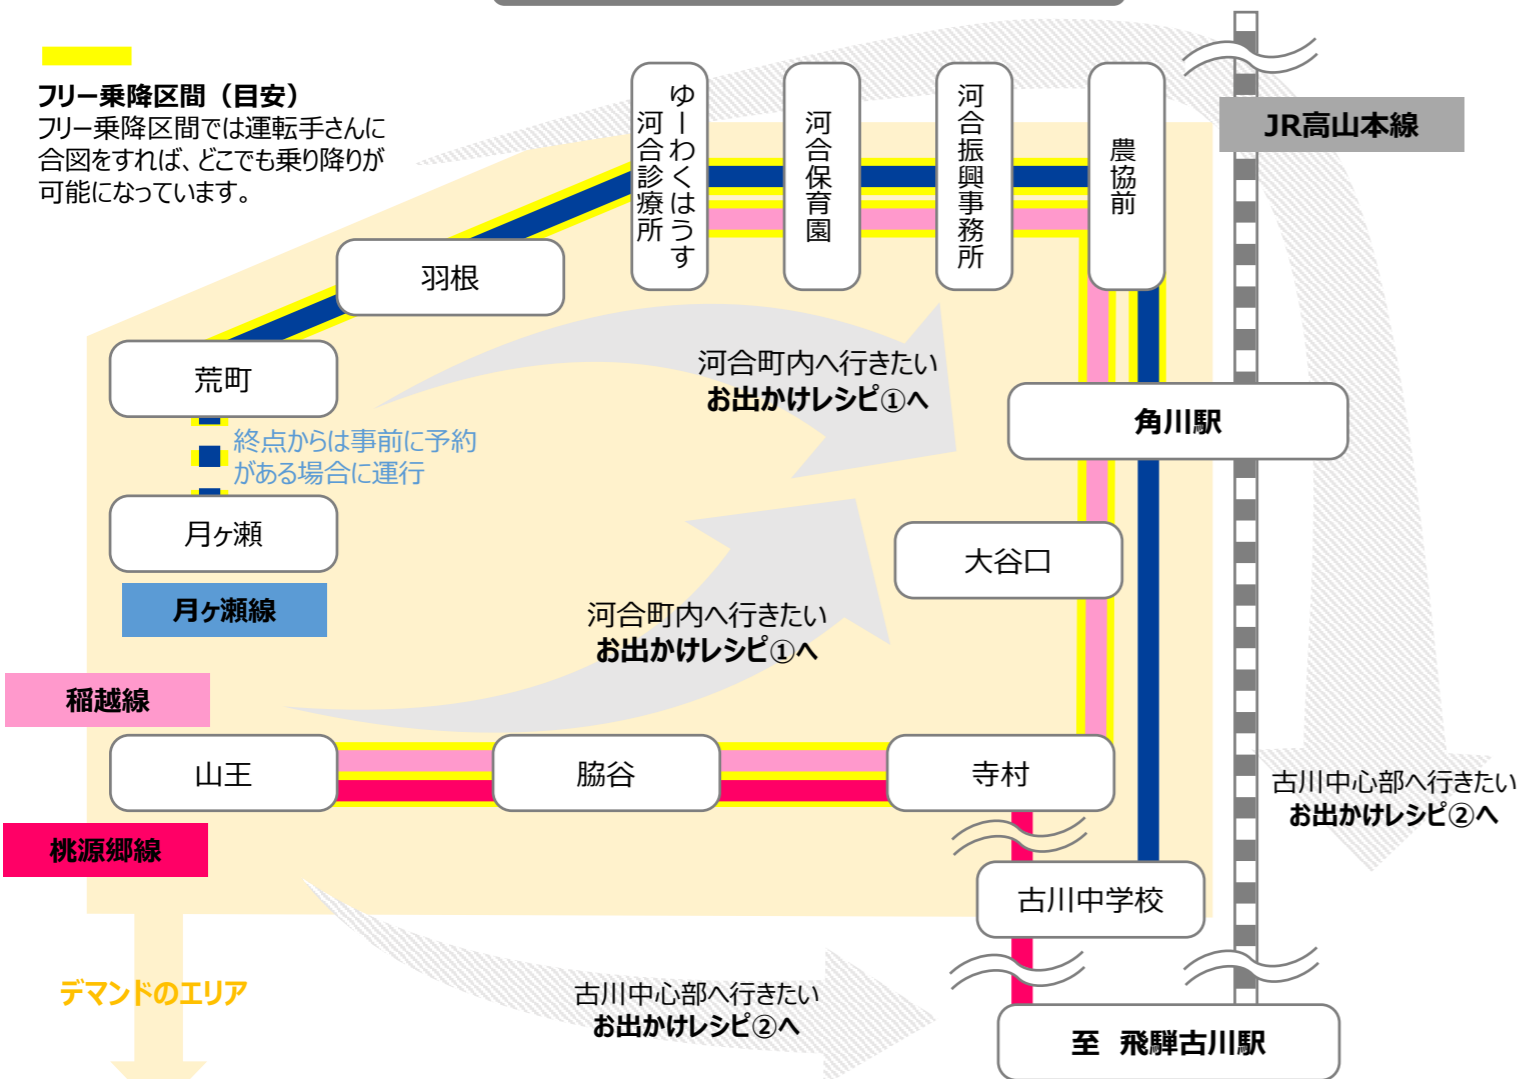 フリー乗降区間（目安）
フリー乗降区間では運転手さんに
合図をすれば、どこでも乗り降りが
可能になっています。
JR高山本線
ゆーわくはうす
河合診療所
河合保育園
河合振興事務所
農協前
羽根
荒町
終点からは事前に予約
がある場合に運行
月ヶ瀬
月ヶ瀬線
河合町内へ行きたい
お出かけレシピ①へ
角川駅
大谷口
河合町内へ行きたい
お出かけレシピ①へ
稲越線
山王
脇谷
寺村
桃源郷線
古川中心部へ行きたい
お出かけレシピ②へ
古川中学校
デマンドのエリア
古川中心部へ行きたい
お出かけレシピ②へ
至 飛騨古川駅